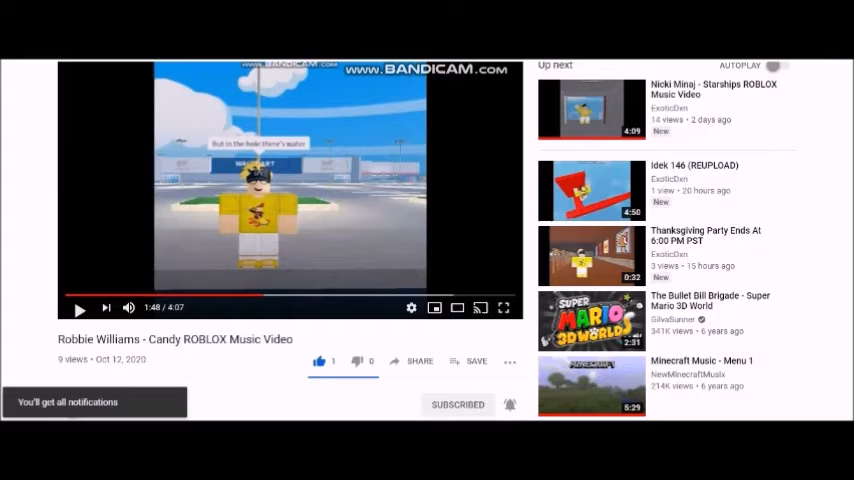 WWW.BANDICAM.COM
WWW.BANDICAM.COM
But in the hole there's water
1:48 / 4:07
Robbie Williams - Candy ROBLOX Music Video
9 views • Oct 12, 2020
1
0
SHARE
SAVE
You'll get all notifications
SUBSCRIBED
Up next
AUTOPLAY
Nicki Minaj - Starships ROBLOX
Music Video
ExoticDxn
14 views • 2 days ago
New
4:09
Idek 146 (REUPLOAD)
ExoticDxn
1 view • 20 hours ago
New
4:50
Thanksgiving Party Ends At
6:00 PM PST
ExoticDxn
3 views • 15 hours ago
New
0:32
SUPER
MARIO
3D WORLD
2:31
The Bullet Bill Brigade - Super
Mario 3D World
GilvaSunner
341K views • 6 years ago
MINECRAFT
5:29
Minecraft Music - Menu 1
NewMinecraftMusix
214K views • 6 years ago